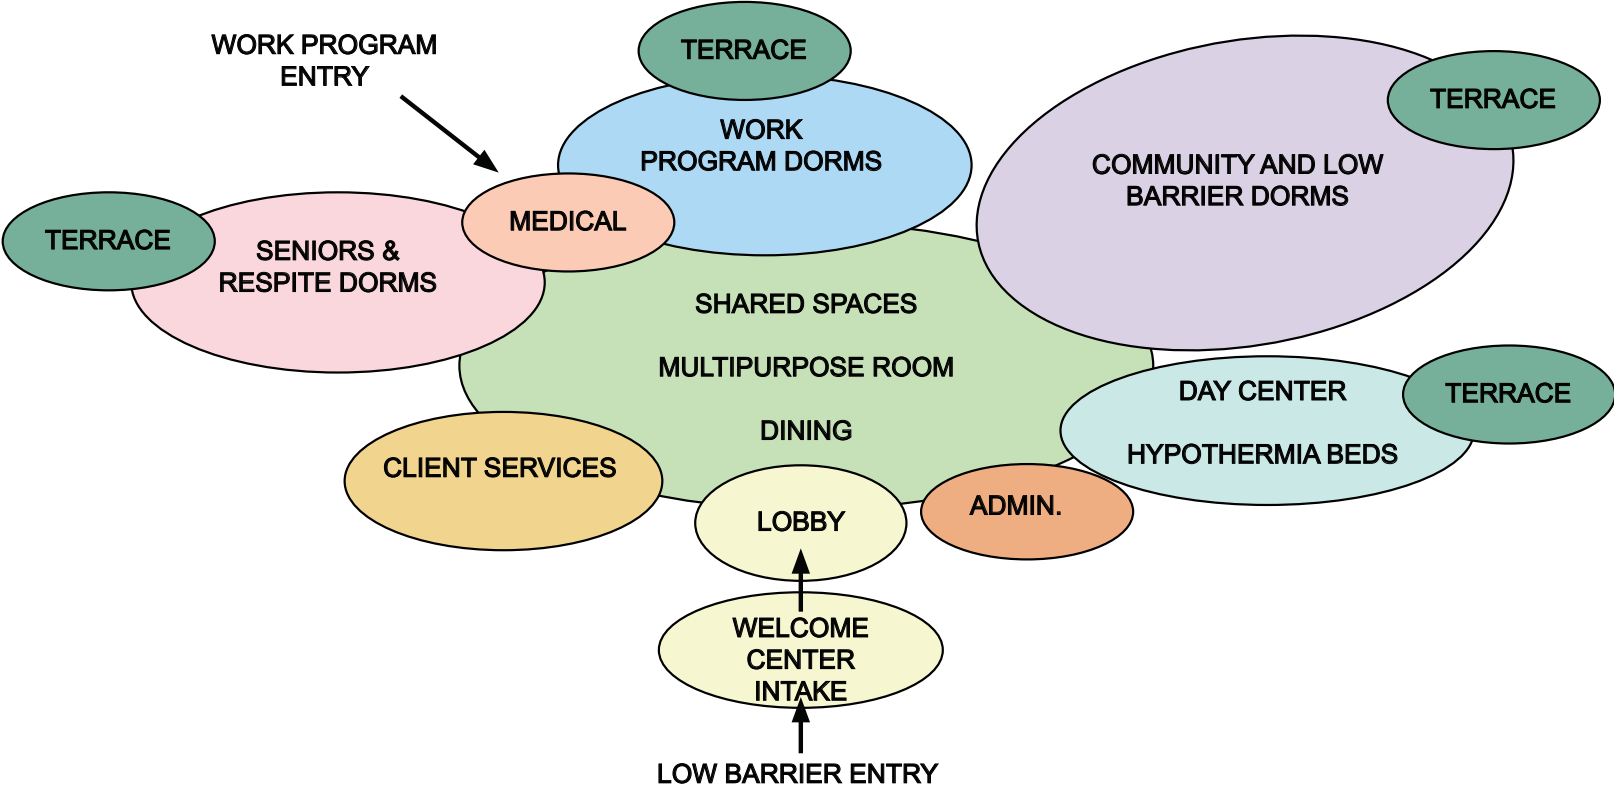 WORK PROGRAM
ENTRY
TERRACE
WORK
PROGRAM DORMS
TERRACE
COMMUNITY AND LOW
BARRIER DORMS
MEDICAL
TERRACE
SENIORS &
RESPITE DORMS
SHARED SPACES
MULTIPURPOSE ROOM
DINING
DAY CENTER
HYPOTHERMIA BEDS
TERRACE
CLIENT SERVICES
LOBBY
ADMIN.
WELCOME
CENTER
INTAKE
LOW BARRIER ENTRY